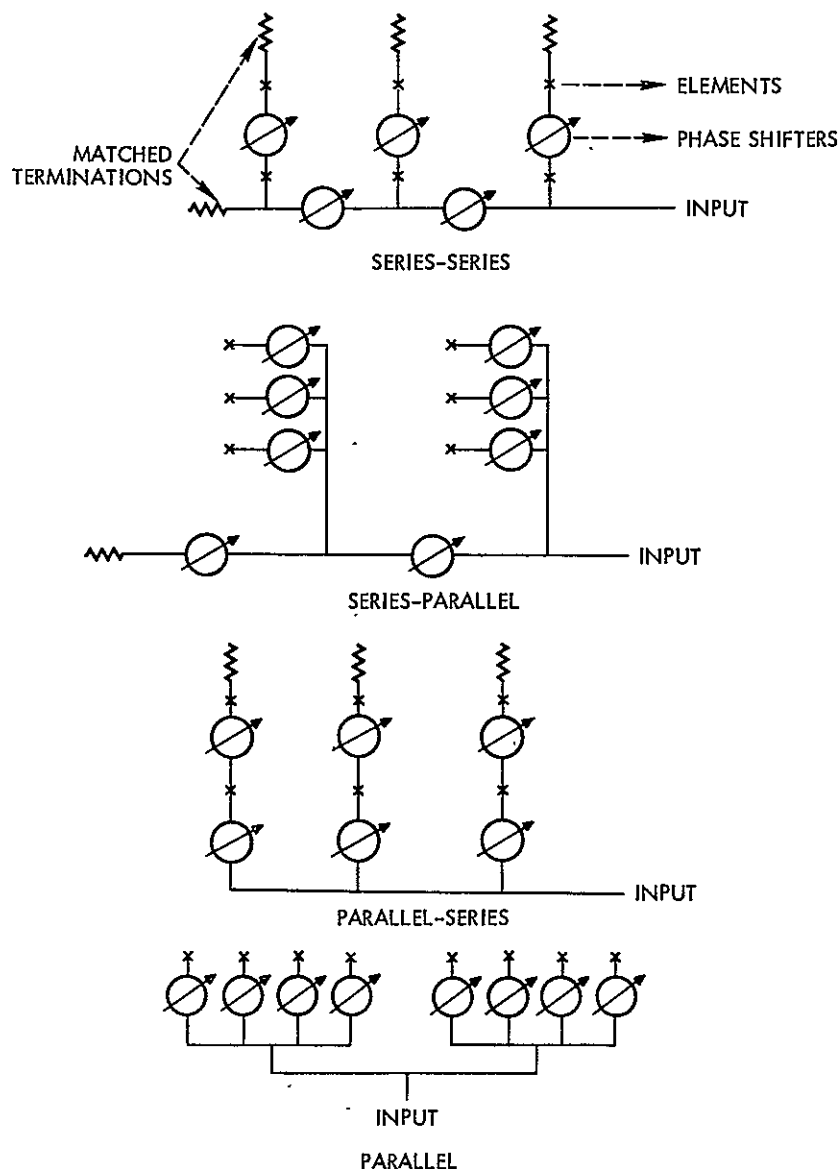 ELEMENTS
PHASE SHIFTERS
MATCHED
TERMINATIONS
INPUT
SERIES-SERIES
INPUT
SERIES-PARALLEL
INPUT
PARALLEL-SERIES
INPUT
PARALLEL